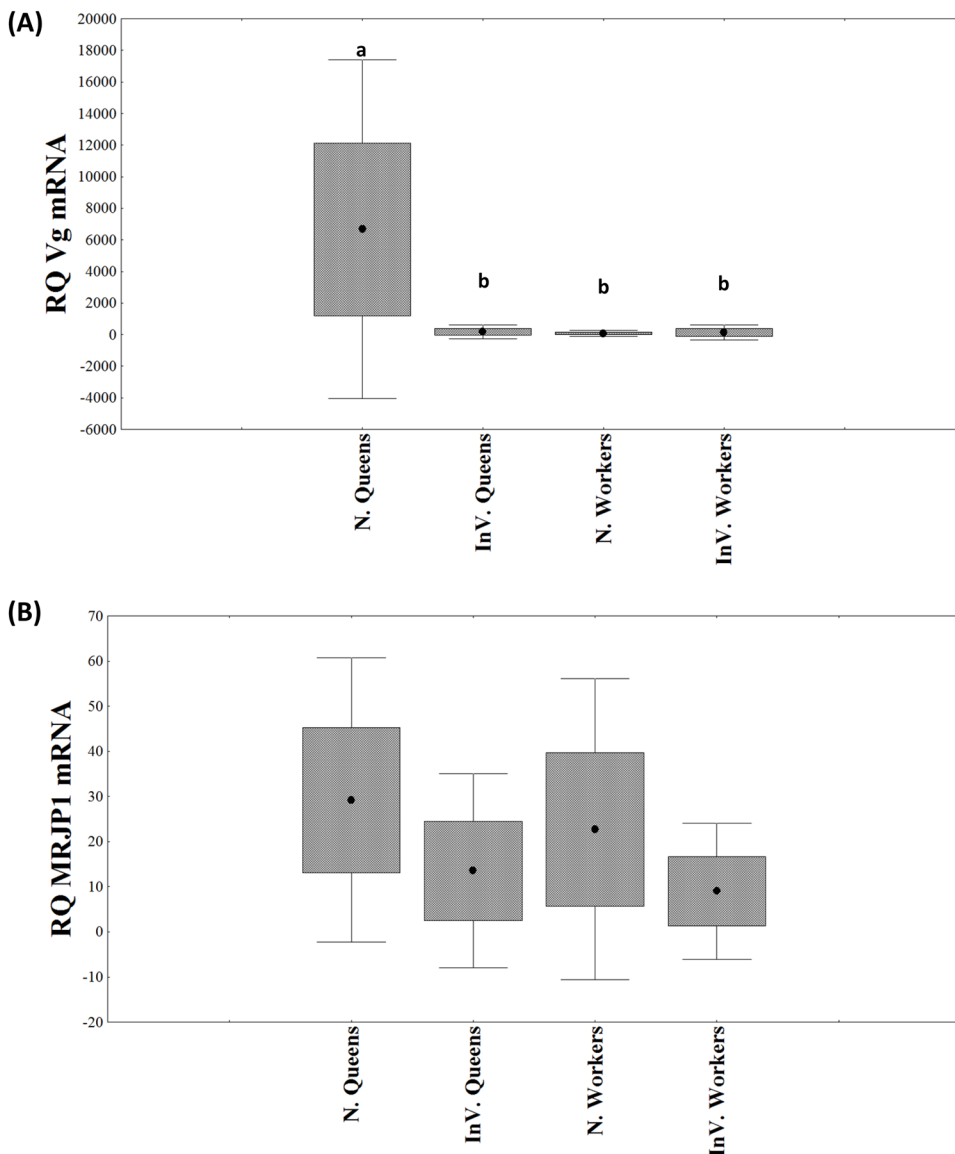 (A)
RQ Vg mRNA
20000
18000
16000
14000
12000
10000
8000
6000
4000
2000
0
-2000
-4000
-6000
a
b
b
b
N. Queens
InV. Queens
N. Workers
InV. Workers
(B)
RQ MRJP1 mRNA
70
60
50
40
30
20
10
0
-10
-20
N. Queens
InV. Queens
N. Workers
InV. Workers